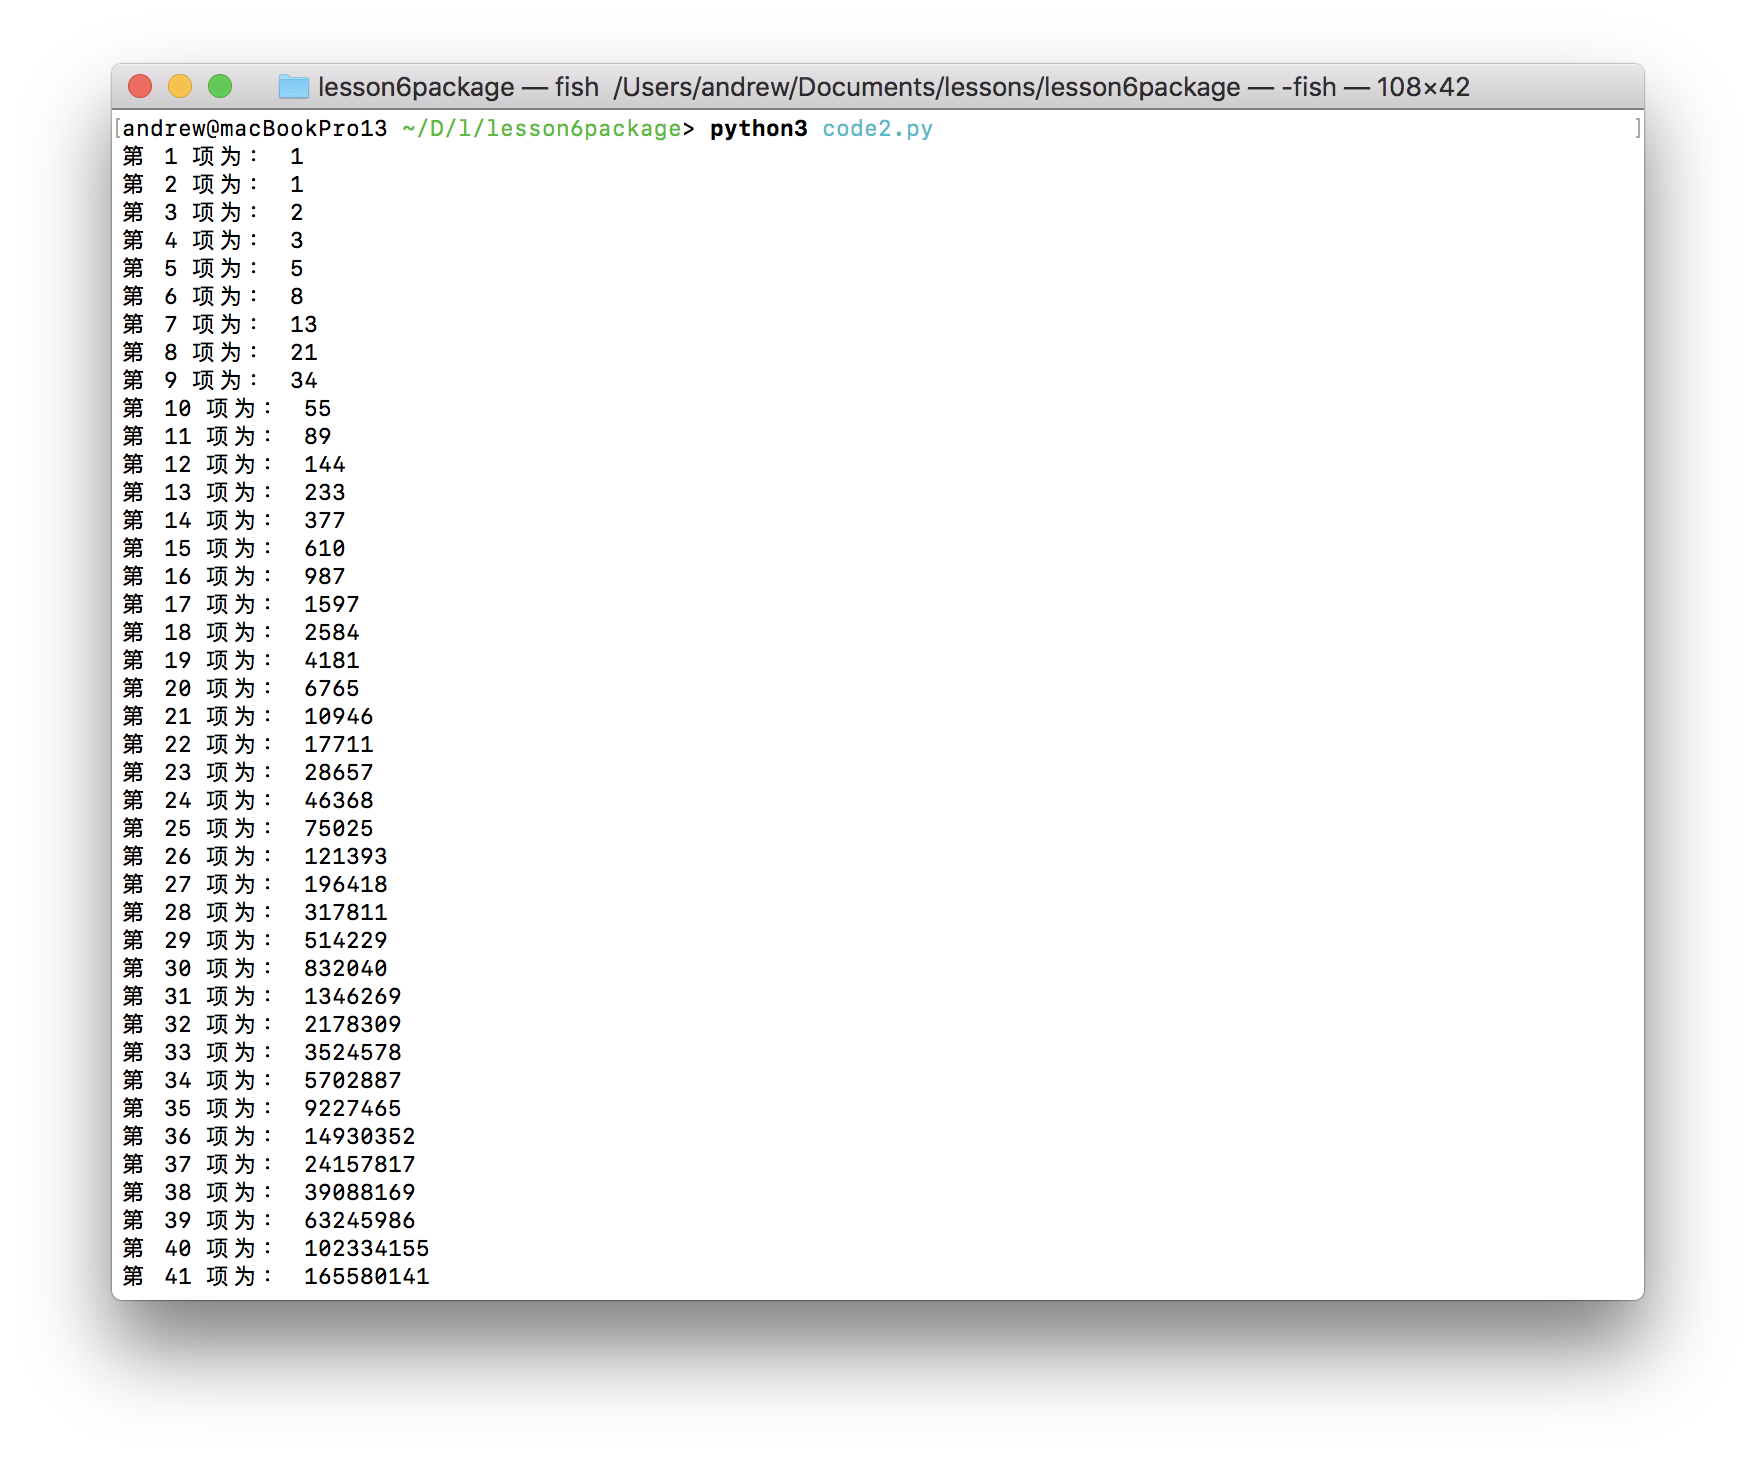 lesson6package — fish /Users/andrew/Documents/lessons/lesson6package — -fish — 108×42
[andrew@macBookPro13 ~/D/l/lesson6package> python3 code2.py ]
第 1 项为： 1
第 2 项为： 1
第 3 项为： 2
第 4 项为： 3
第 5 项为： 5
第 6 项为： 8
第 7 项为： 13
第 8 项为： 21
第 9 项为： 34
第 10 项为： 55
第 11 项为： 89
第 12 项为： 144
第 13 项为： 233
第 14 项为： 377
第 15 项为： 610
第 16 项为： 987
第 17 项为： 1597
第 18 项为： 2584
第 19 项为： 4181
第 20 项为： 6765
第 21 项为： 10946
第 22 项为： 17711
第 23 项为： 28657
第 24 项为： 46368
第 25 项为： 75025
第 26 项为： 121393
第 27 项为： 196418
第 28 项为： 317811
第 29 项为： 514229
第 30 项为： 832040
第 31 项为： 1346269
第 32 项为： 2178309
第 33 项为： 3524578
第 34 项为： 5702887
第 35 项为： 9227465
第 36 项为： 14930352
第 37 项为： 24157817
第 38 项为： 39088169
第 39 项为： 63245986
第 40 项为： 102334155
第 41 项为： 165580141